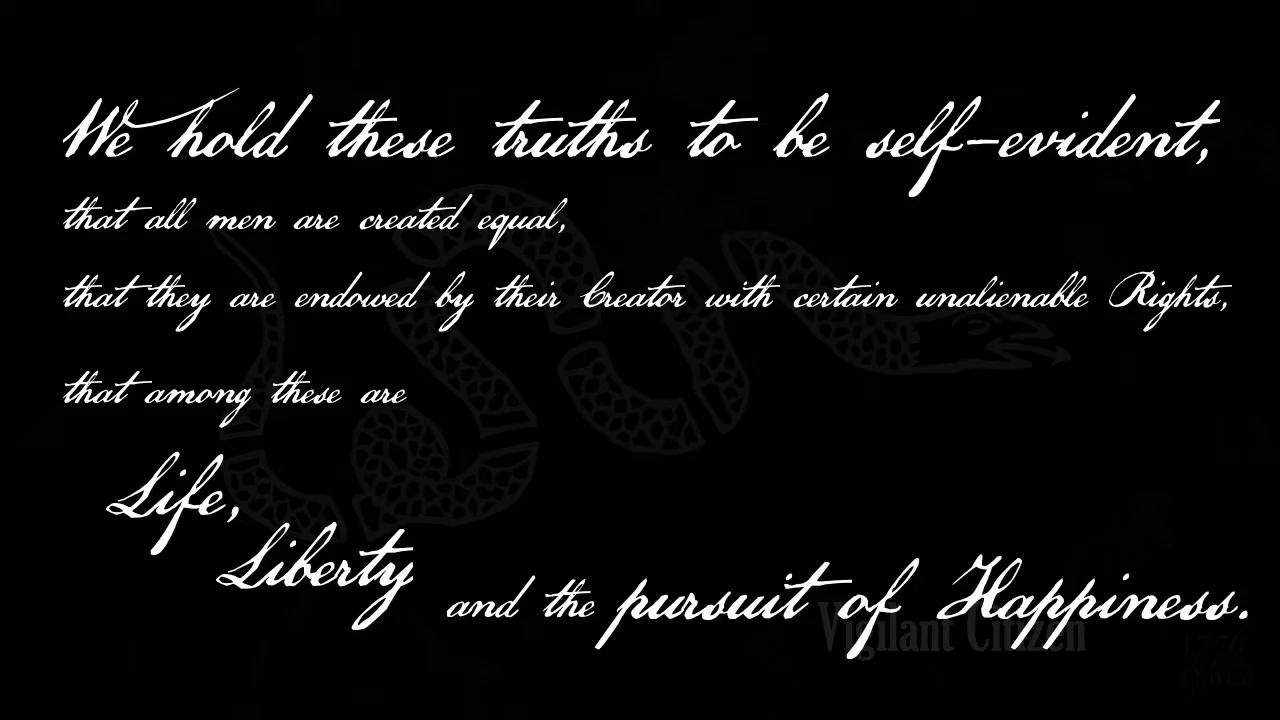 We hold these truths to be self-evident,
that all men are created equal,
that they are endowed by their Creator with certain unalienable Rights,
that among these are
Life,
Liberty
and the pursuit of Happiness.
Vigilant Citizen
1776